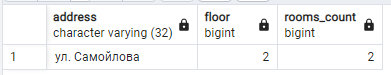 address floor rooms_count
character varying (32) bigint bigint
1 ул. Самойлова 2 2